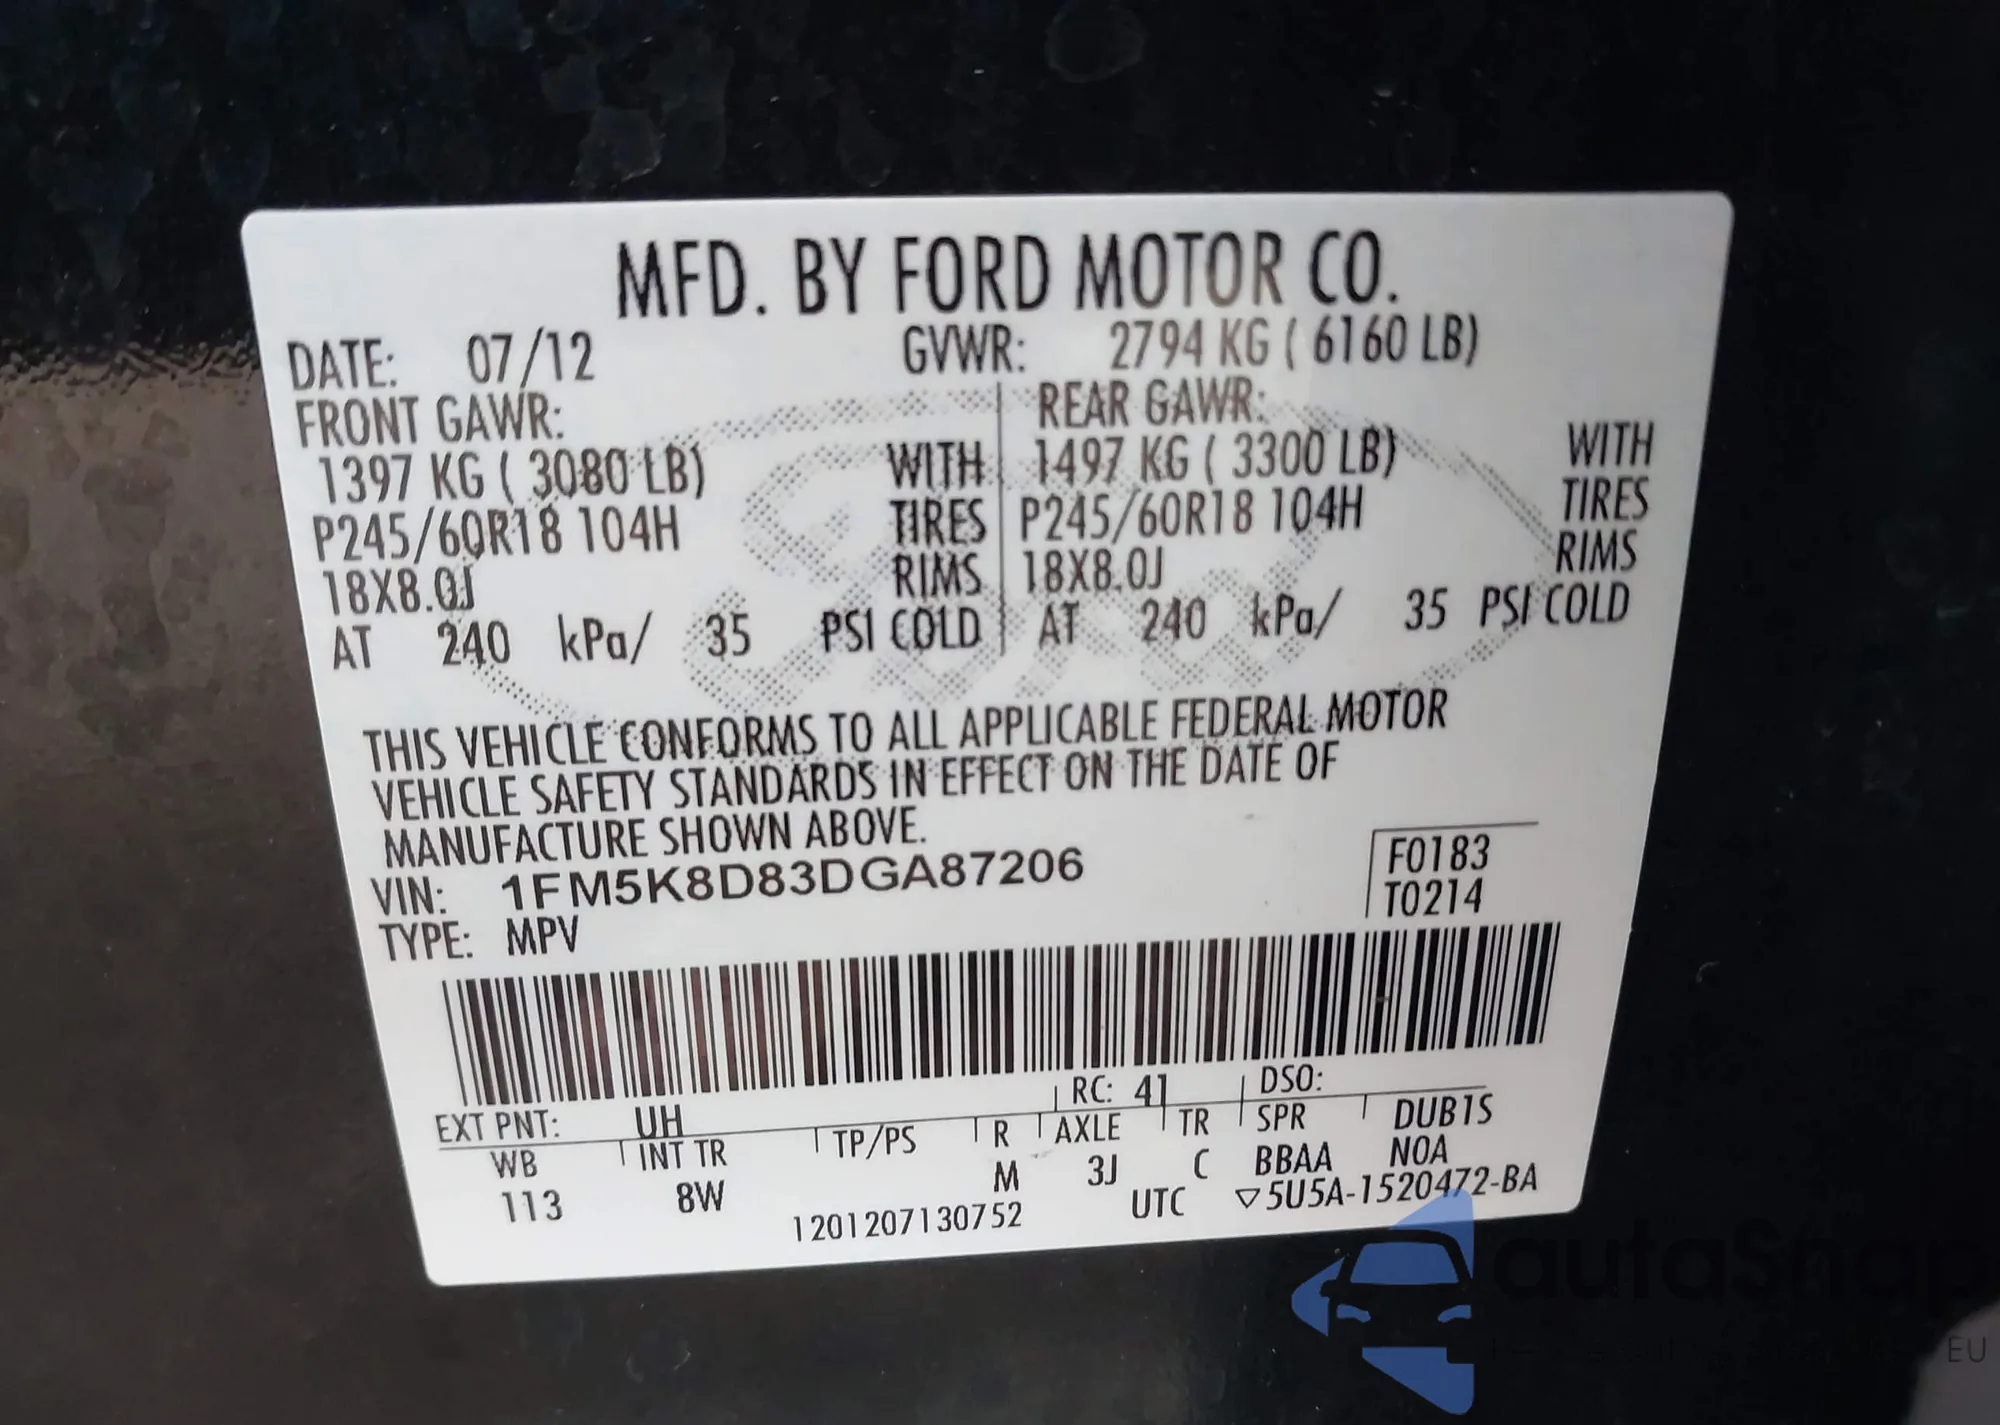 MFD. BY FORD MOTOR CO.
DATE: 07/12 GVWR: 2794 KG ( 6160 LB)
FRONT GAWR: REAR GAWR:
1397 KG ( 3080 LB) WITH 1497 KG ( 3300 LB) WITH
P245/60R18 104H TIRES P245/60R18 104H TIRES
18X8.0J RIMS 18X8.0J RIMS
AT 240 kPa/ 35 PSI COLD AT 240 kPa/ 35 PSI COLD
THIS VEHICLE CONFORMS TO ALL APPLICABLE FEDERAL MOTOR
VEHICLE SAFETY STANDARDS IN EFFECT ON THE DATE OF
MANUFACTURE SHOWN ABOVE.
VIN: 1FM5K8D83DGA87206
TYPE: MPV
F0183
T0214
EXT PNT: UH RC: 41 DSO:
WB INT TR TP/PS R AXLE TR SPR DUB1S
113 8W M 3J C BBAA NOA
1201207130752 UTC ▽5U5A-1520472-BA
autoShop
EU